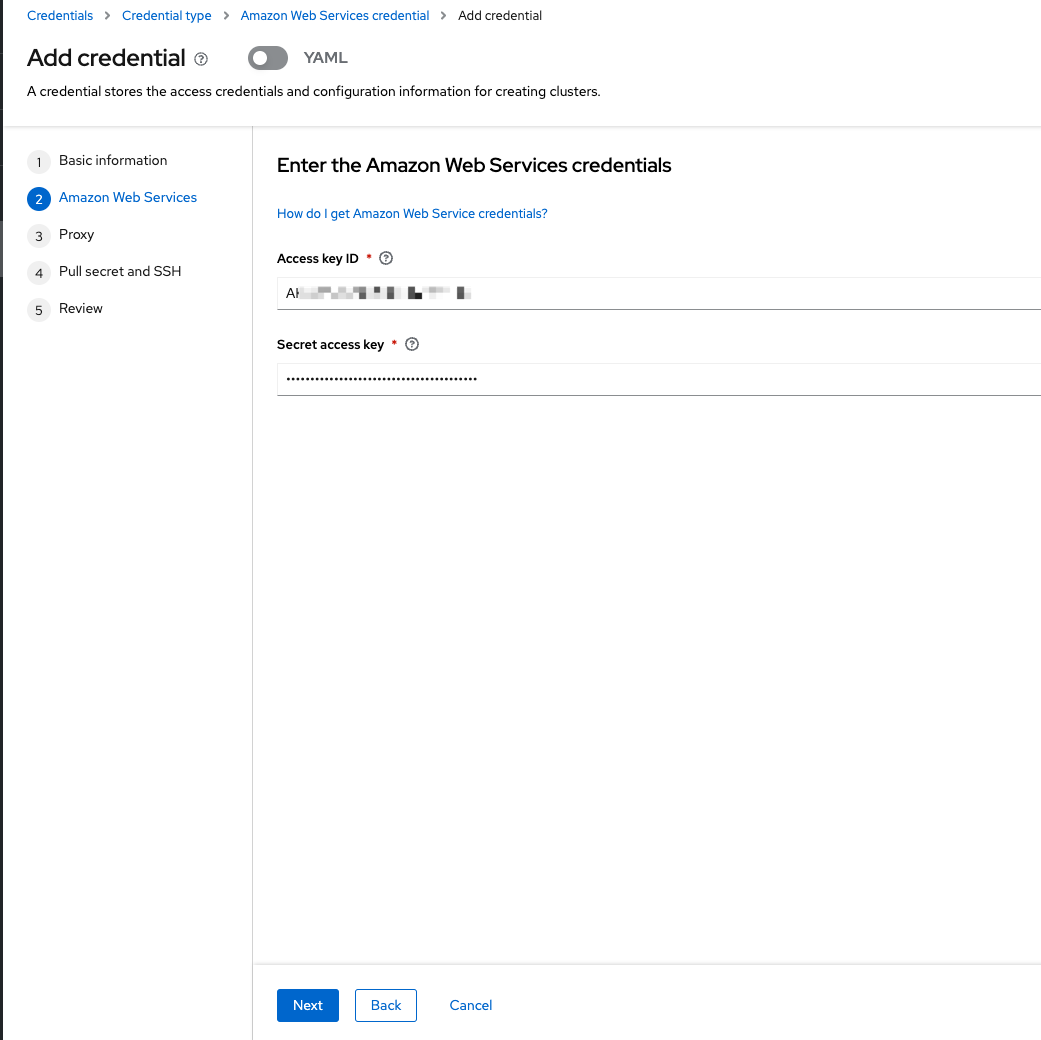 Credentials > Credential type > Amazon Web Services credential > Add credential
Add credential YAML
A credential stores the access credentials and configuration information for creating clusters.
1 Basic information
2 Amazon Web Services
3 Proxy
4 Pull secret and SSH
5 Review
Enter the Amazon Web Services credentials
How do I get Amazon Web Service credentials?
Access key ID *
Secret access key *
••••••••••••••••••••••••••••••••••••••••
Next Back Cancel